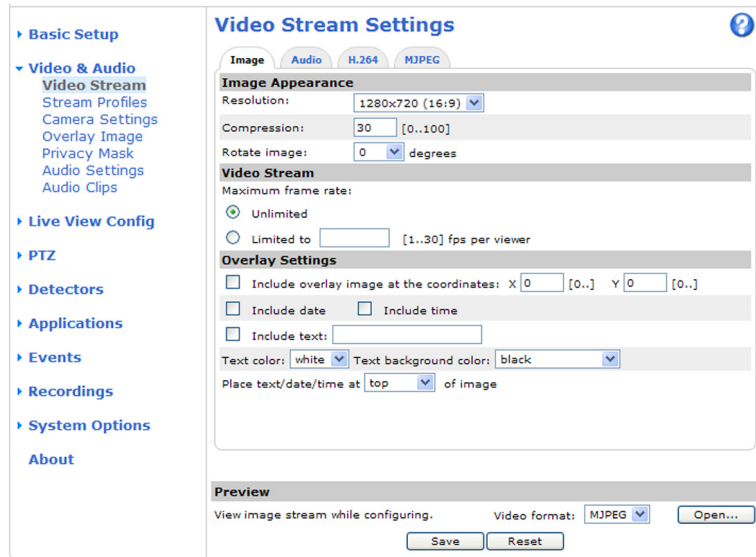 Basic Setup
Video & Audio
Video Stream
Stream Profiles
Camera Settings
Overlay Image
Privacy Mask
Audio Settings
Audio Clips
Live View Config
PTZ
Detectors
Applications
Events
Recordings
System Options
About
Video Stream Settings
?
Image Audio H.264 MJPEG
Image Appearance
Resolution: 1280x720 (16:9)
Compression: 30 [0..100]
Rotate image: 0 degrees
Video Stream
Maximum frame rate:
Unlimited
Limited to [1..30] fps per viewer
Overlay Settings
Include overlay image at the coordinates: X 0 [0..] Y 0 [0..]
Include date Include time
Include text:
Text color: white Text background color: black
Place text/date/time at top of image
Preview
View image stream while configuring. Video format: MJPEG Open...
Save Reset